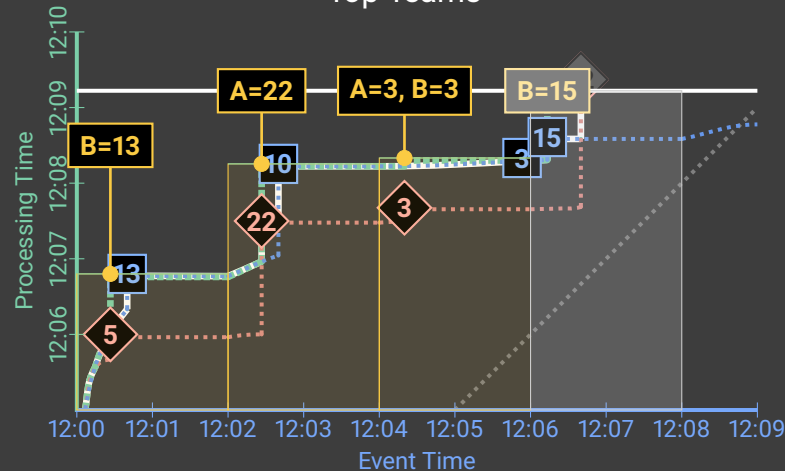 Top Teams
12:10
12:09
12:08
12:07
12:06
Processing Time
B=13
A=22
A=3, B=3
B=15
13
5
10
22
3
3
15
12:00 12:01 12:02 12:03 12:04 12:05 12:06 12:07 12:08 12:09
Event Time